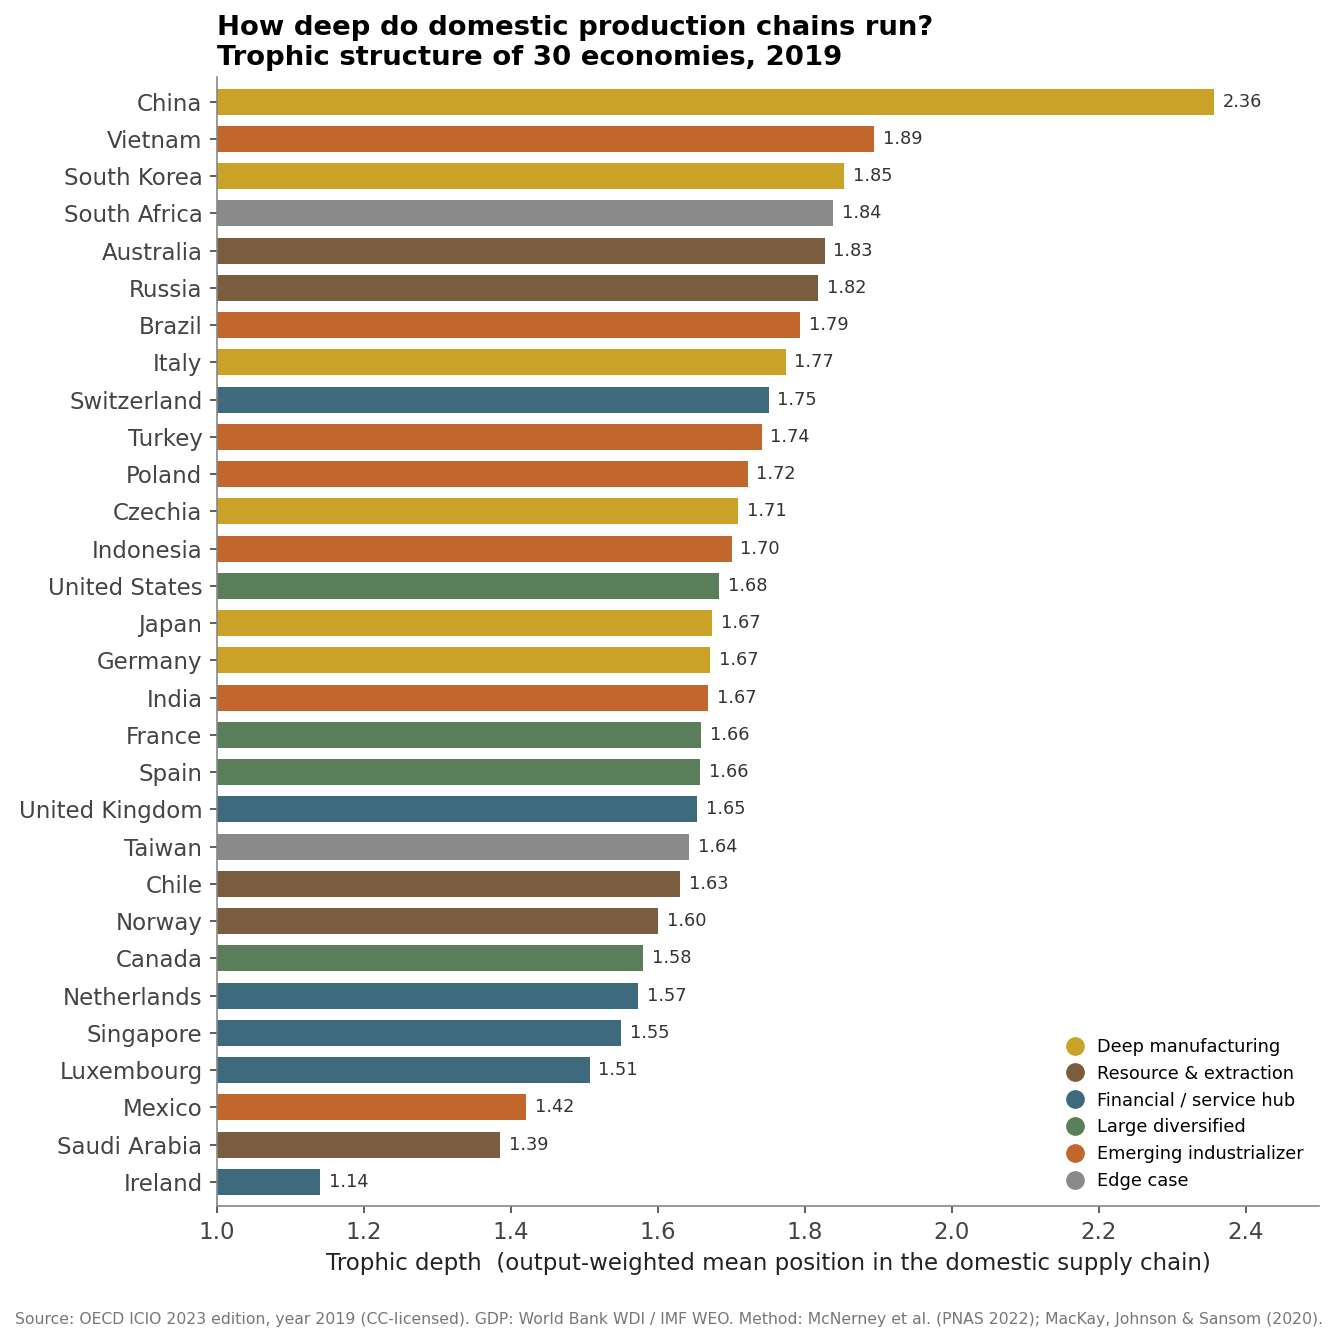 How deep do domestic production chains run?
Trophic structure of 30 economies, 2019
China 2.36
Vietnam 1.89
South Korea 1.85
South Africa 1.84
Australia 1.83
Russia 1.82
Brazil 1.79
Italy 1.77
Switzerland 1.75
Turkey 1.74
Poland 1.72
Czechia 1.71
Indonesia 1.70
United States 1.68
Japan 1.67
Germany 1.67
India 1.67
France 1.66
Spain 1.66
United Kingdom 1.65
Taiwan 1.64
Chile 1.63
Norway 1.60
Canada 1.58
Netherlands 1.57
Singapore 1.55
Luxembourg 1.51
Mexico 1.42
Saudi Arabia 1.39
Ireland 1.14
Deep manufacturing
Resource & extraction
Financial / service hub
Large diversified
Emerging industrializer
Edge case
1.0 1.2 1.4 1.6 1.8 2.0 2.2 2.4
Trophic depth (output-weighted mean position in the domestic supply chain)
Source: OECD ICIO 2023 edition, year 2019 (CC-licensed). GDP: World Bank WDI / IMF WEO. Method: McNerney et al. (PNAS 2022); MacKay, Johnson & Sansom (2020).